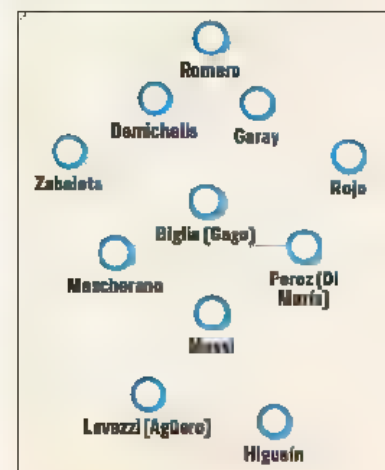 Romero
Demichelis
Garay
Zabaleta
Rojo
Biglia (Gago)
Mascherano
Perez (Di
María)
Messi
Lavezzi (Agüero)
Higuaín